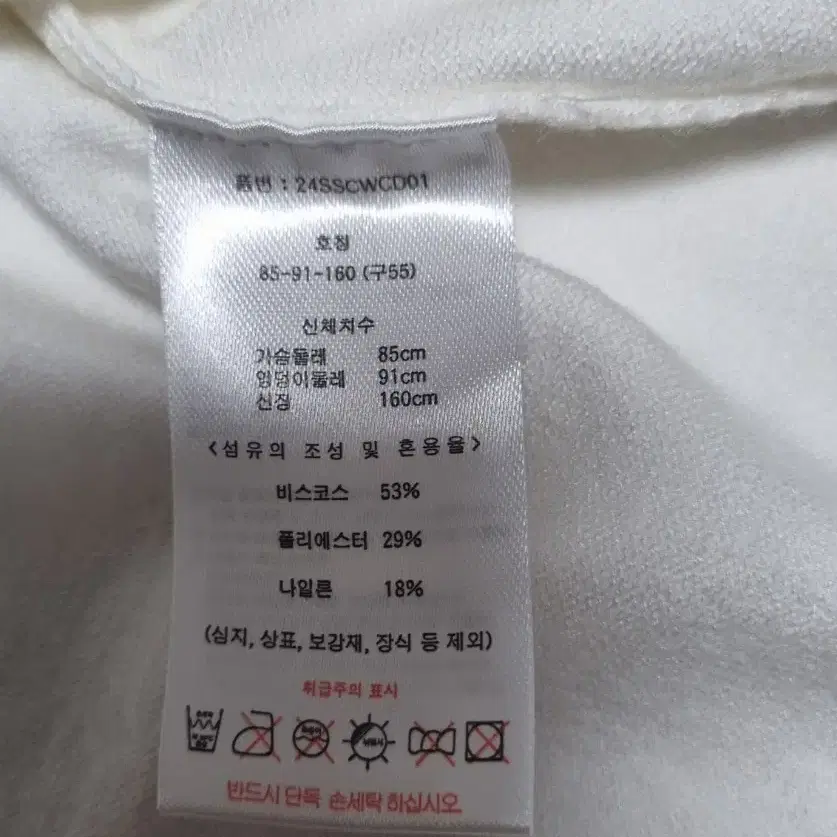 품번 : 24SSCWCD01
호칭
85-91-160 (구55)
신체치수
가슴둘레 85cm
엉덩이둘레 91cm
신장 160cm
<섬유의 조성 및 혼용율>
비스코스 53%
폴리에스터 29%
나일론 18%
(심지, 상표, 보강재, 장식 등 제외)
취급주의 표시
반드시 단독 손세탁 하십시오